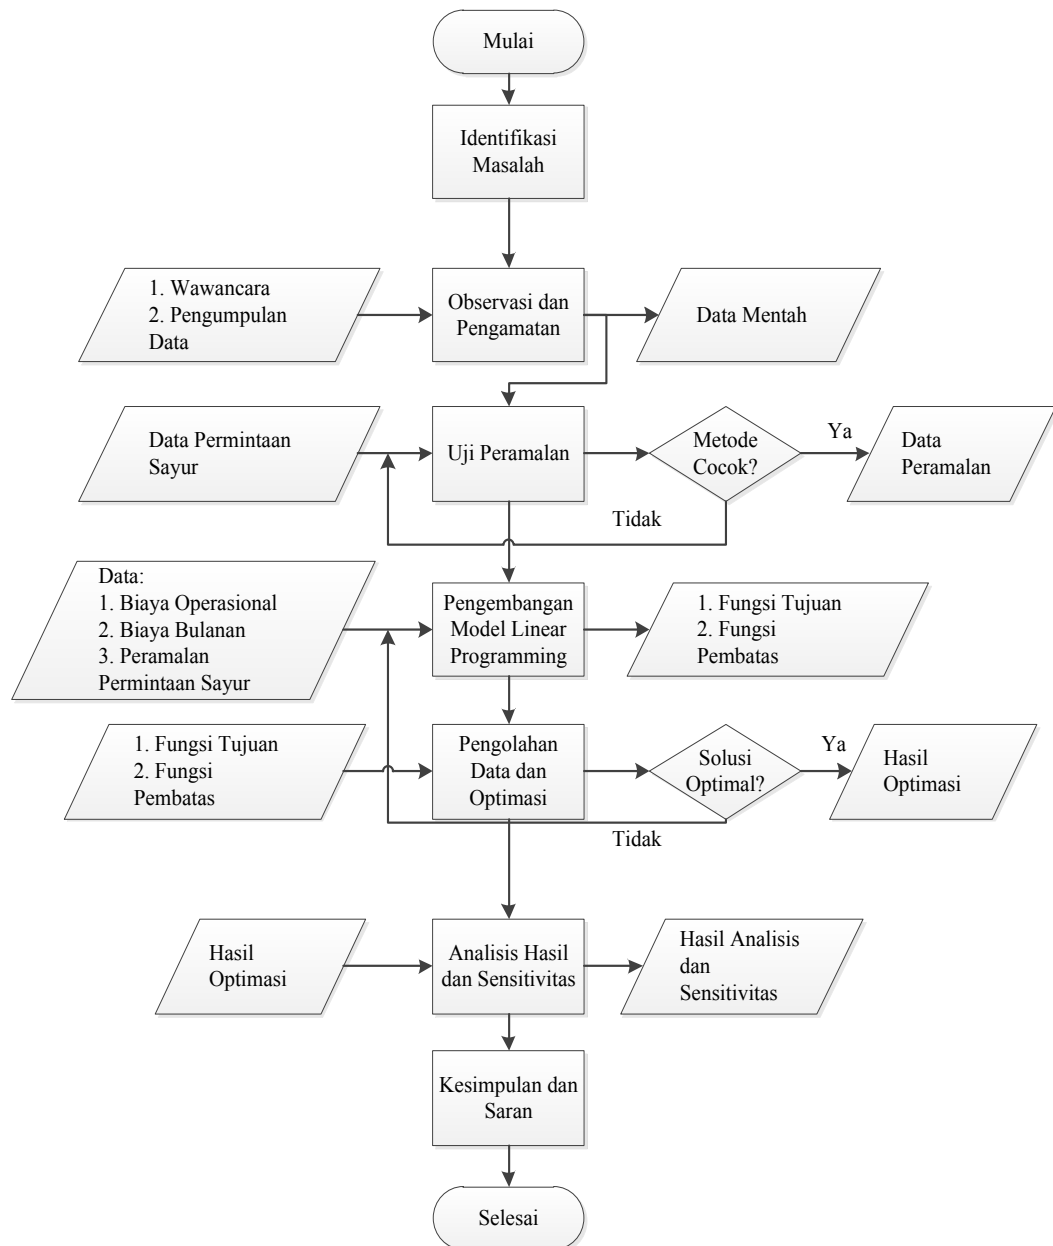 Mulai
Identifikasi
Masalah
1. Wawancara
2. Pengumpulan
Data
Observasi dan
Pengamatan
Data Mentah
Data Permintaan
Sayur
Uji Peramalan
Metode
Cocok?
Ya
Data
Peramalan
Tidak
Data:
1. Biaya Operasional
2. Biaya Bulanan
3. Peramalan
Permintaan Sayur
Pengembangan
Model Linear
Programming
1. Fungsi Tujuan
2. Fungsi
Pembatas
1. Fungsi Tujuan
2. Fungsi
Pembatas
Pengolahan
Data dan
Optimasi
Solusi
Optimal?
Ya
Hasil
Optimasi
Tidak
Hasil
Optimasi
Analisis Hasil
dan Sensitivitas
Hasil Analisis
dan
Sensitivitas
Kesimpulan dan
Saran
Selesai